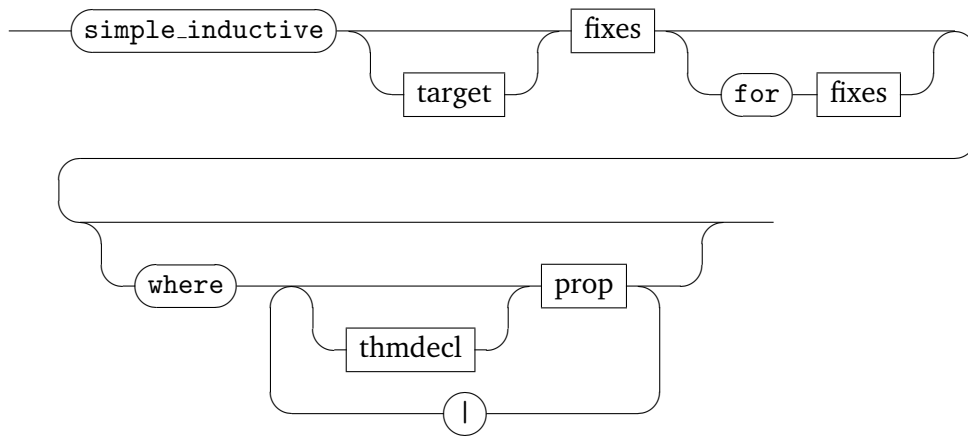 simple_inductive fixes
target for fixes
where prop
thmdecl
|